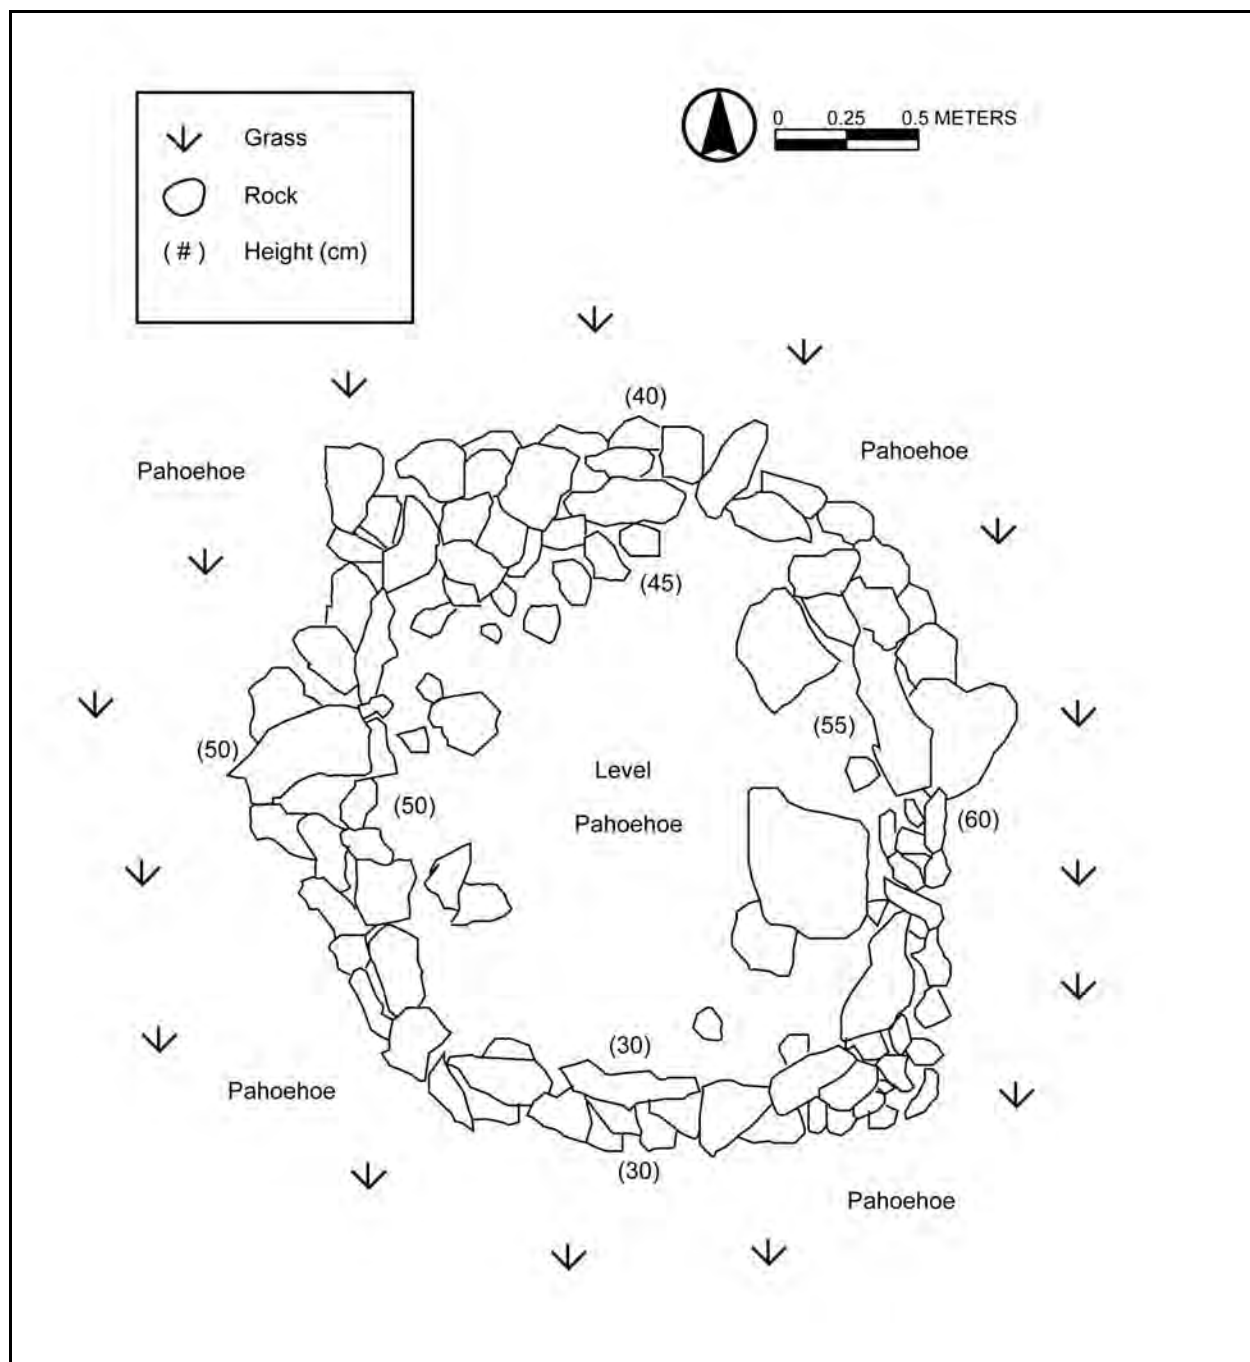 0 0.25 0.5 METERS
Grass
Rock
( # ) Height (cm)
(40)
Pahoehoe
Pahoehoe
(45)
(55)
(50)
Level
(50)
Pahoehoe
(60)
(30)
Pahoehoe
(30)
Pahoehoe